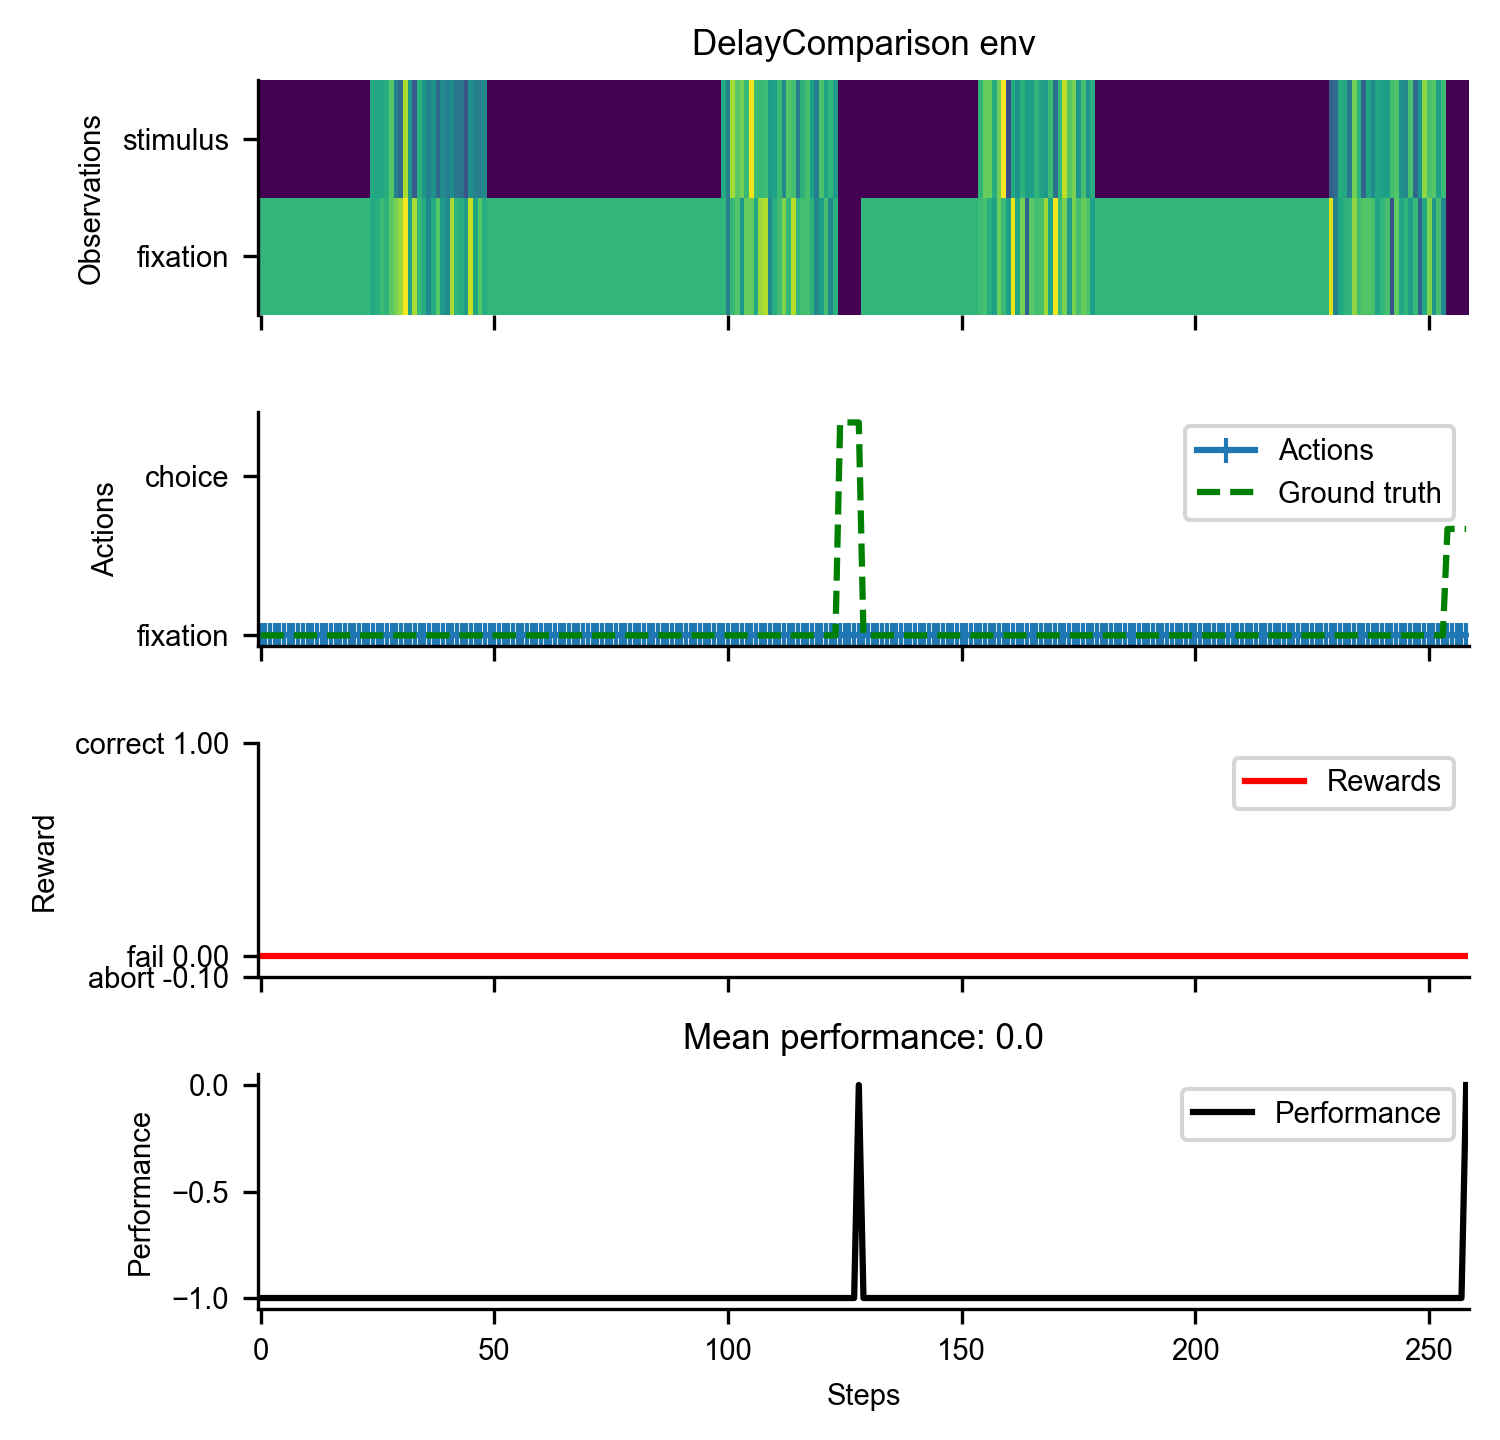 DelayComparison env
Observations
stimulus
fixation
Actions
choice
fixation
Actions
Ground truth
Reward
correct 1.00
fail 0.00
abort -0.10
Rewards
Mean performance: 0.0
Performance
0.0
−0.5
−1.0
Performance
0 50 100 150 200 250
Steps